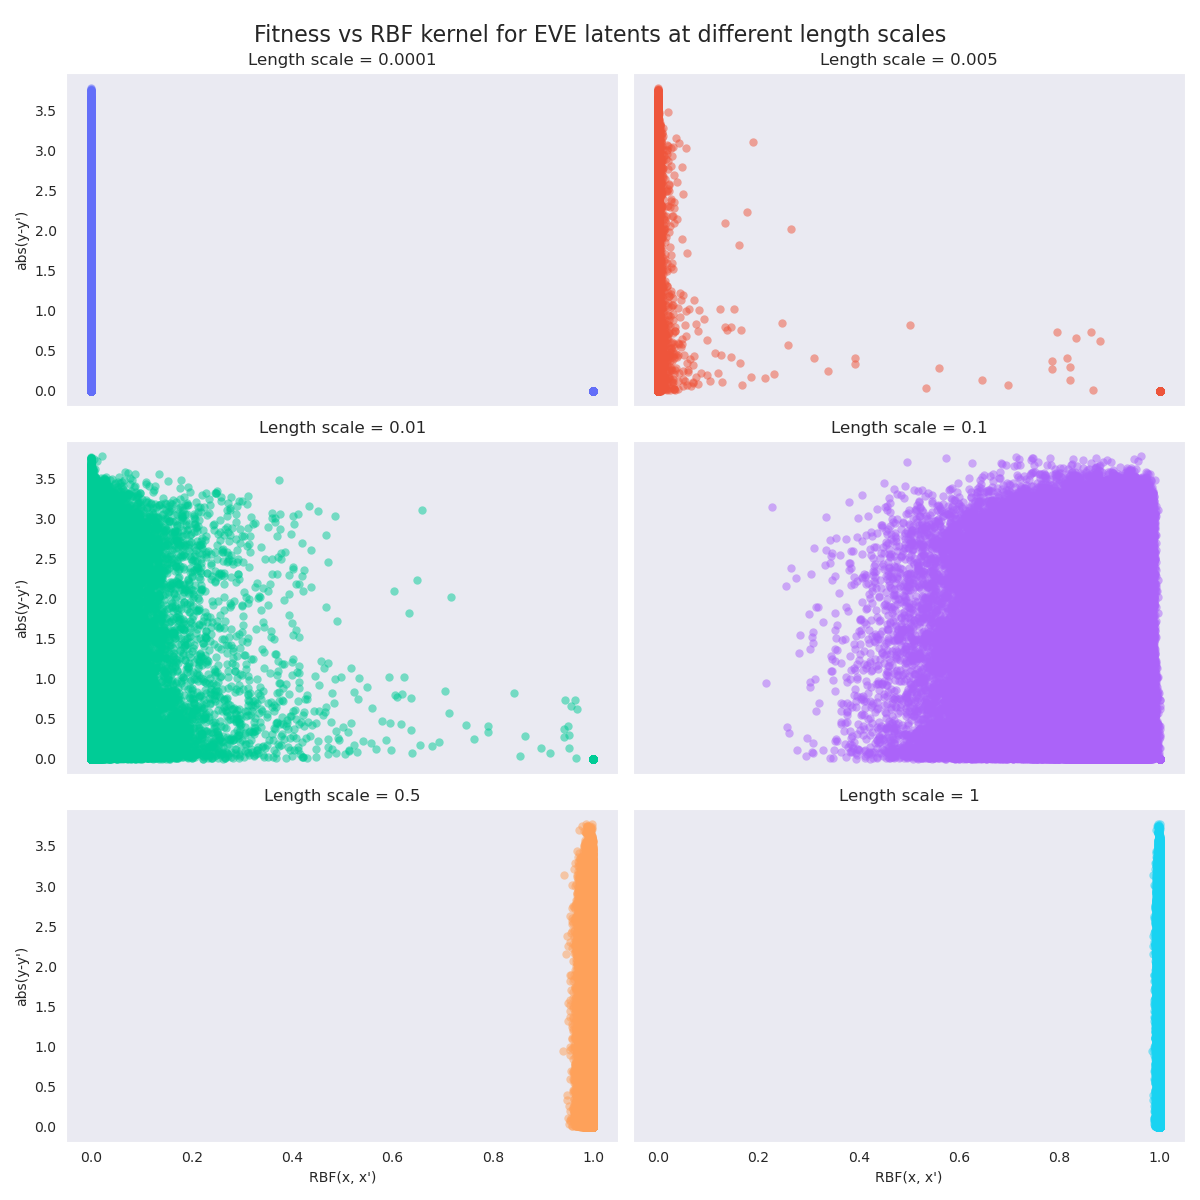 Fitness vs RBF kernel for EVE latents at different length scales
Length scale = 0.0001
Length scale = 0.005
3.5
3.0
2.5
2.0
1.5
1.0
0.5
0.0
abs(y-y')
Length scale = 0.01
Length scale = 0.1
3.5
3.0
2.5
2.0
1.5
1.0
0.5
0.0
abs(y-y')
Length scale = 0.5
Length scale = 1
3.5
3.0
2.5
2.0
1.5
1.0
0.5
0.0
abs(y-y')
0.0 0.2 0.4 0.6 0.8 1.0
0.0 0.2 0.4 0.6 0.8 1.0
RBF(x, x')
RBF(x, x')